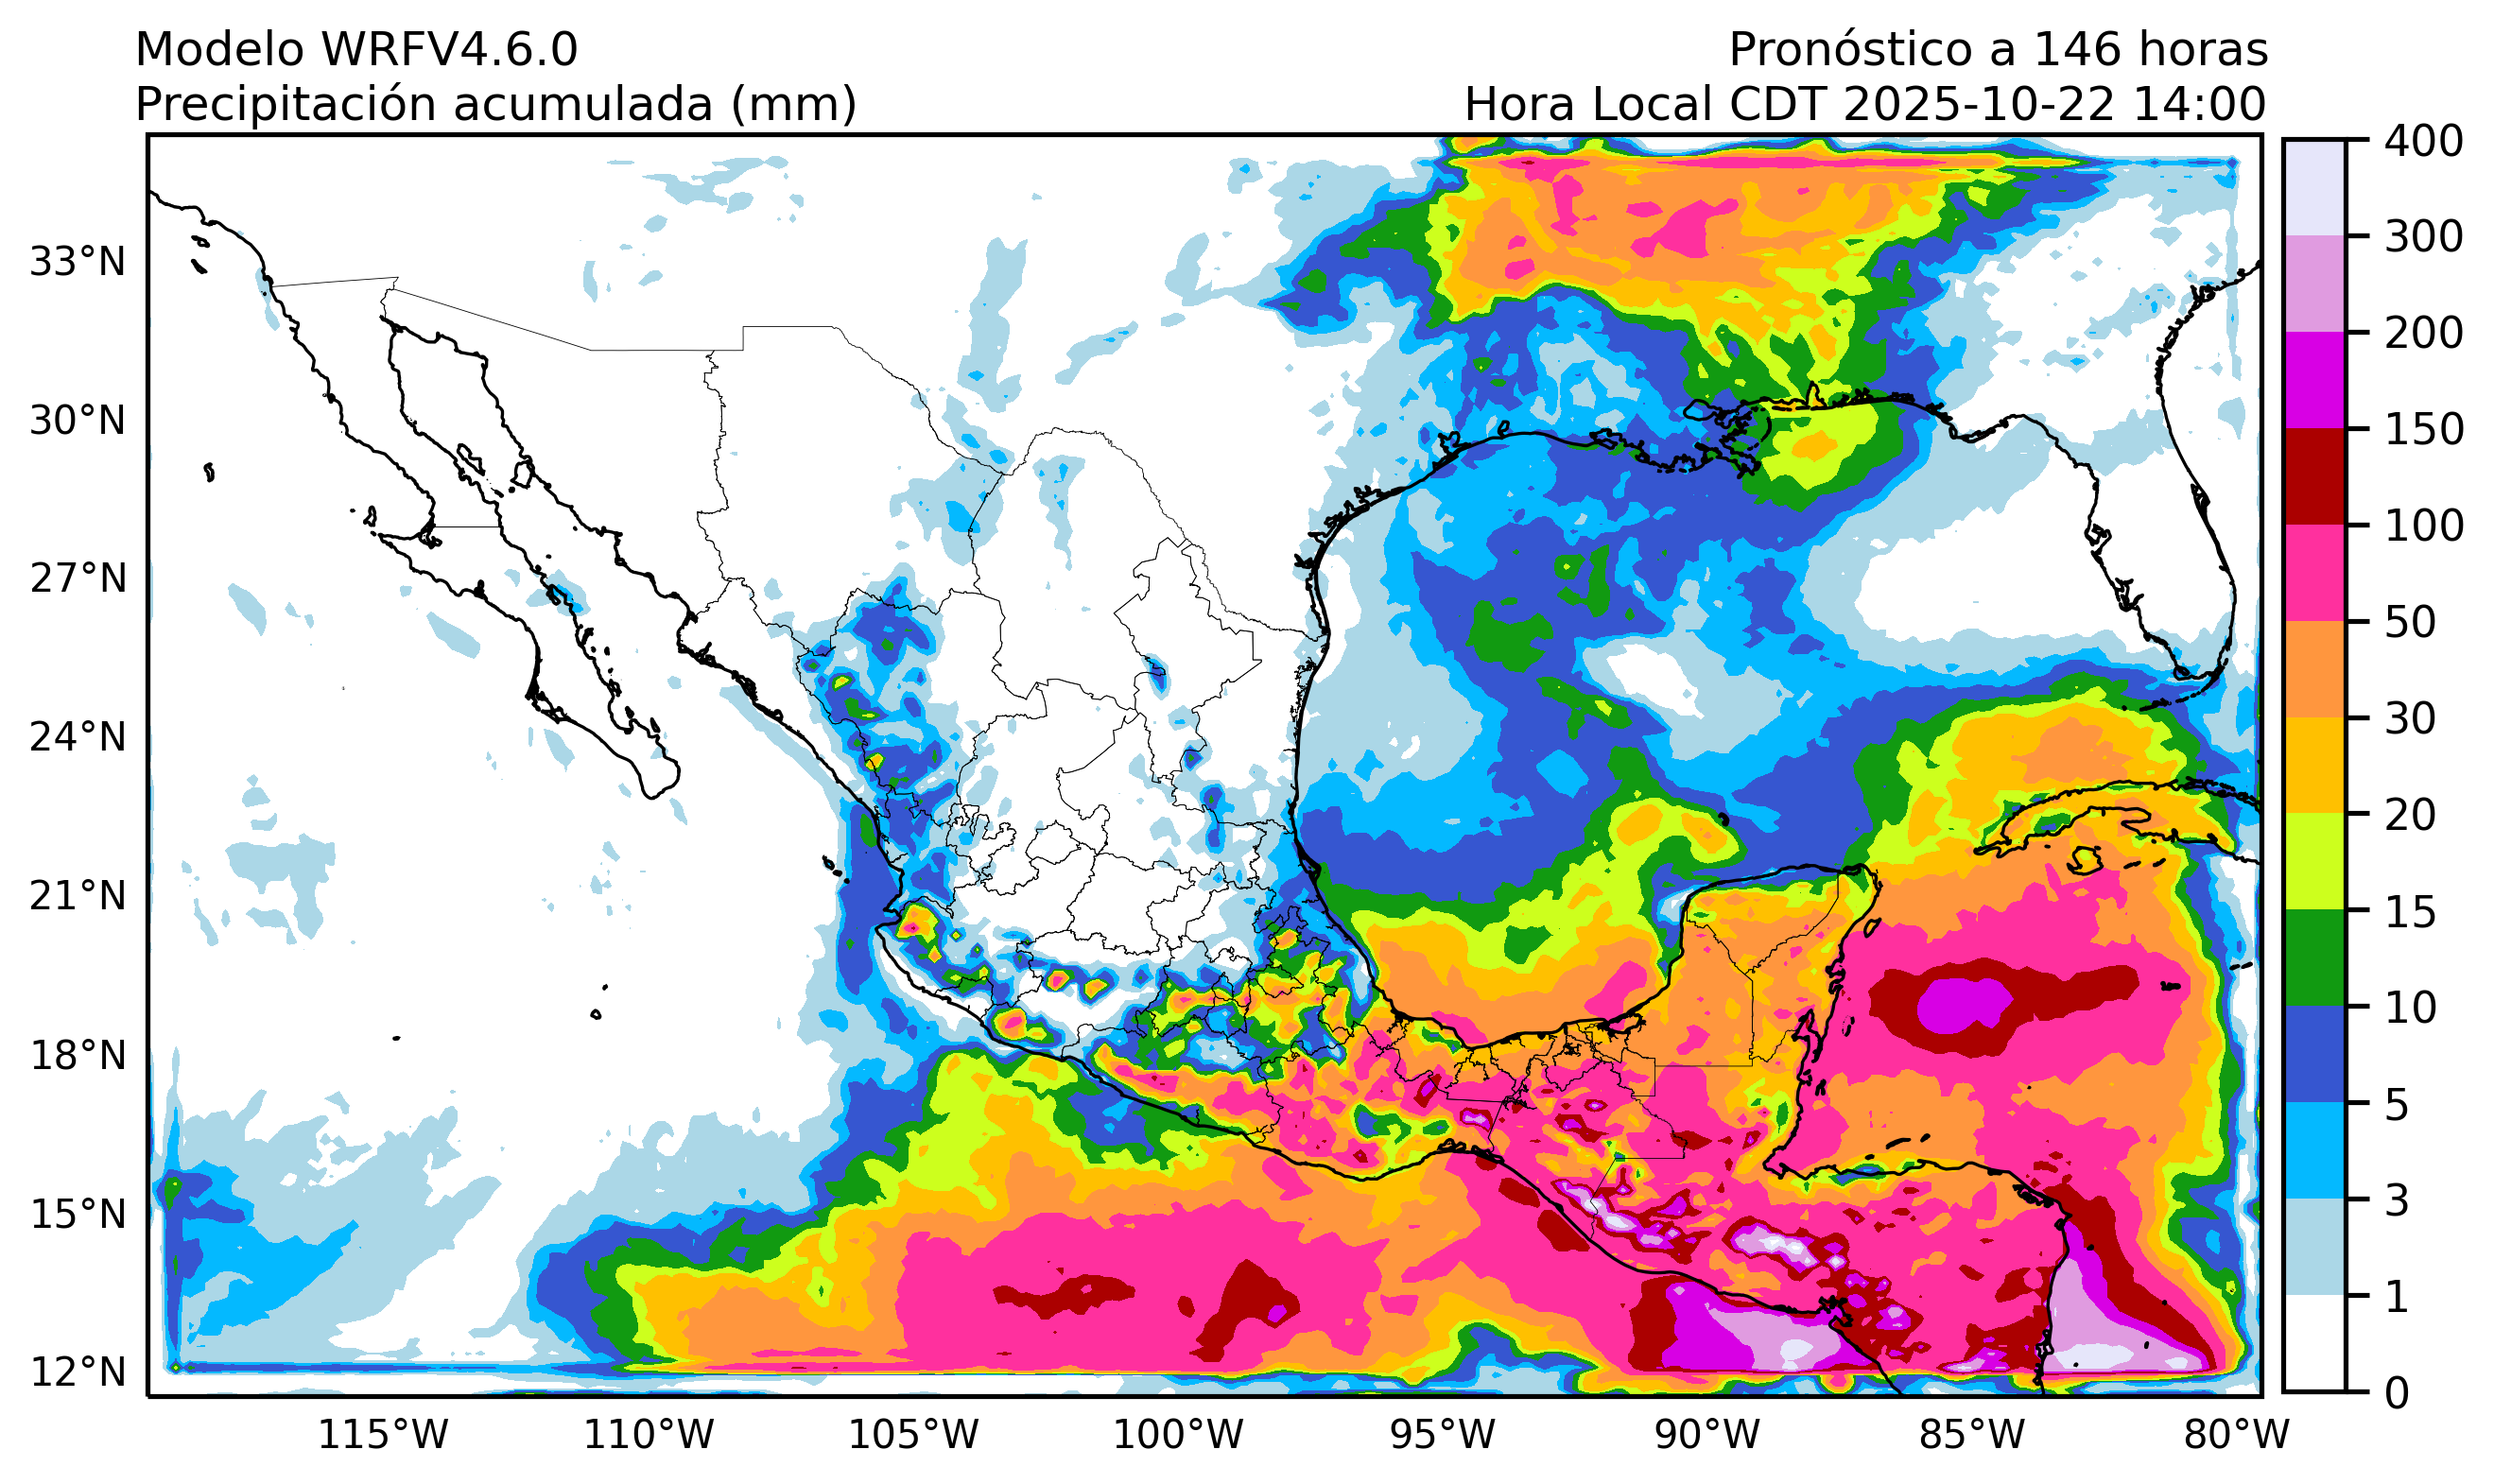 Modelo WRFV4.6.0
Pronóstico a 146 horas
Precipitación acumulada (mm)
Hora Local CDT 2025-10-22 14:00
400
300
200
150
100
50
30
20
15
10
5
3
1
0
33°N
30°N
27°N
24°N
21°N
18°N
15°N
12°N
115°W
110°W
105°W
100°W
95°W
90°W
85°W
80°W